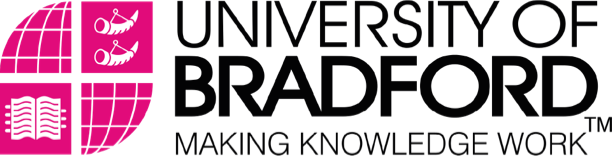 UNIVERSITY OF
BRADFORD
MAKING KNOWLEDGE WORK™